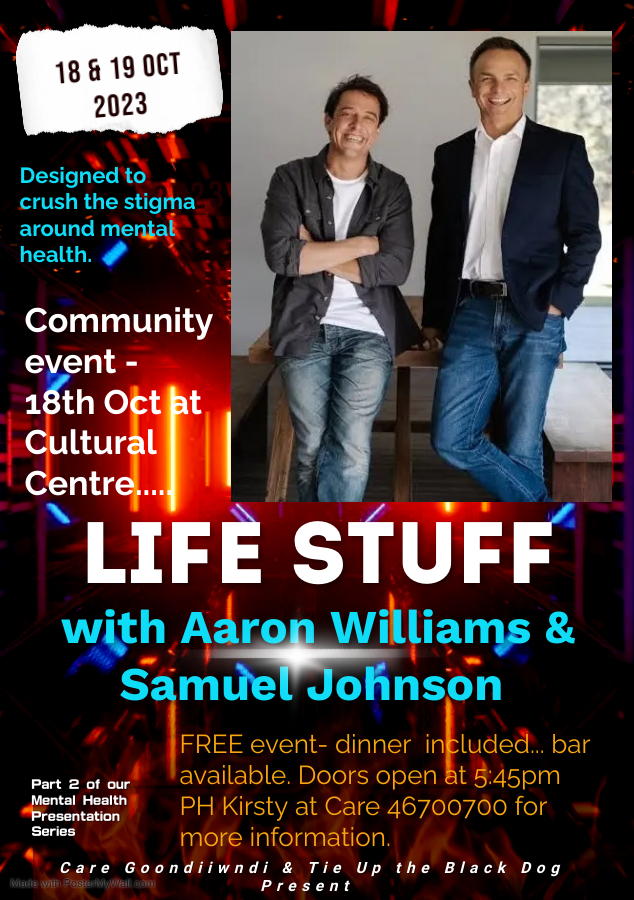 18 & 19 OCT
2023
Designed to
crush the stigma
around mental
health.
Community
event -
18th Oct at
Cultural
Centre.....
LIFE STUFF
with Aaron Williams &
Samuel Johnson
FREE event- dinner included... bar
available. Doors open at 5:45pm
PH Kirsty at Care 46700700 for
more information.
Part 2 of our
Mental Health
Presentation
Series
Care Goondiiwndi & Tie Up the Black Dog
Present
Made with PosterMyWall.com